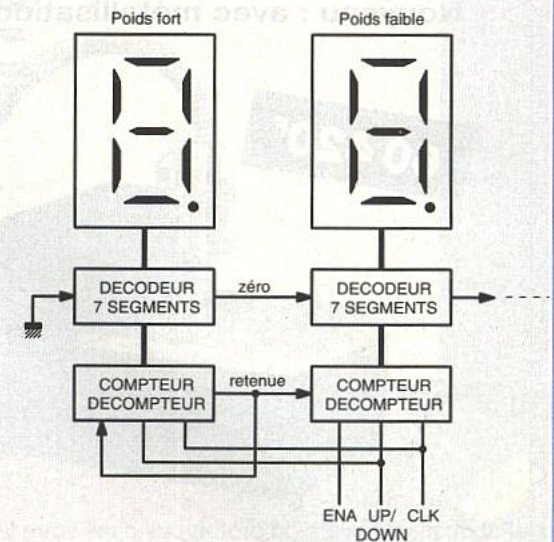 Poids fort
Poids faible
DECODEUR
7 SEGMENTS
zéro
DECODEUR
7 SEGMENTS
COMPTEUR
DECOMPTEUR
retenue
COMPTEUR
DECOMPTEUR
ENA UP/ CLK
DOWN